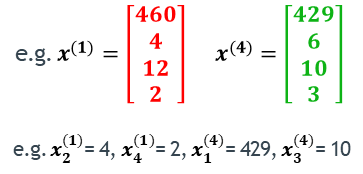 e.g. x^(1) = [460 4 12 2] x^(4) = [429 6 10 3]
e.g. x_2^(1) = 4, x_4^(1) = 2, x_1^(4) = 429, x_3^(4) = 10